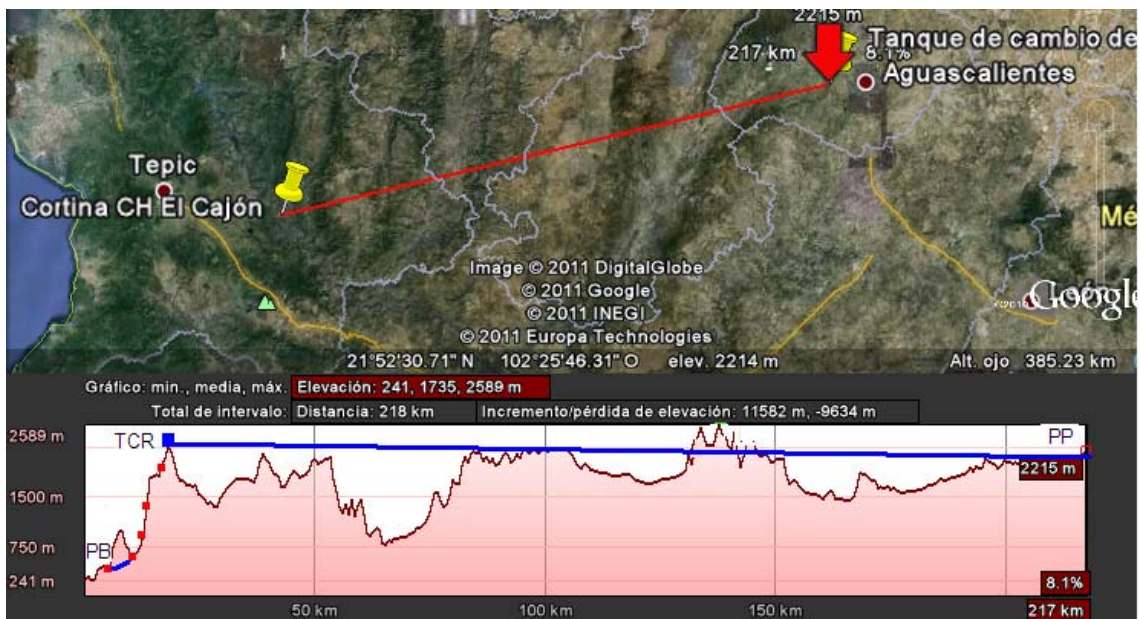 2215 m
217 km
8.1%
Tanque de cambio de
Aguascalientes
Tepic
Cortina CH El Cajón
Mé
Image © 2011 DigitalGlobe
© 2011 Google
© 2011 INEGI
© 2011 Europa Technologies
Google
21°52'30.71" N 102°25'46.31" O elev. 2214 m Alt. ojo 385.23 km
Gráfico: min., media, máx. Elevación: 241, 1735, 2589 m
Total de intervalo: Distancia: 218 km Incremento/pérdida de elevación: 11582 m, -9634 m
2589 m
TCR
PP
2215 m
1500 m
PB
750 m
241 m
8.1%
50 km 100 km 150 km 217 km